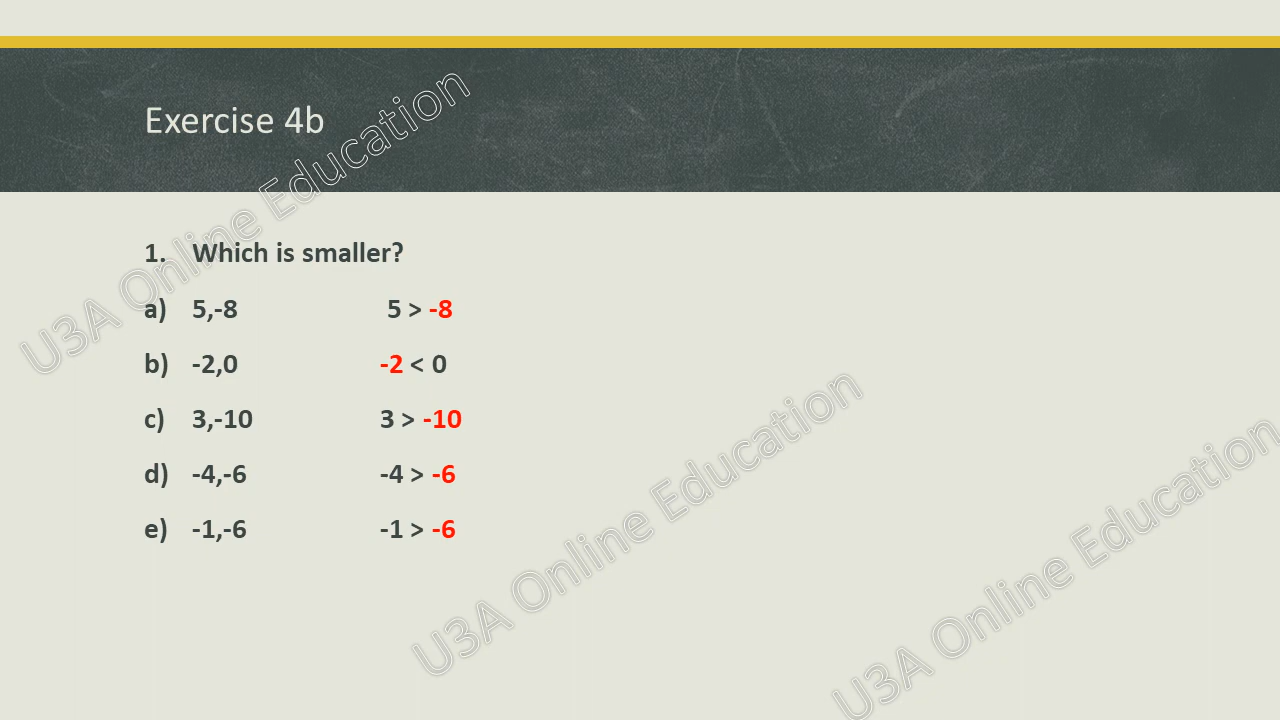 Exercise 4b
1. Which is smaller?
a) 5,-8 5 > -8
b) -2,0 -2 < 0
c) 3,-10 3 > -10
d) -4,-6 -4 > -6
e) -1,-6 -1 > -6
U3A Online Education
U3A Online Education
U3A Online Education